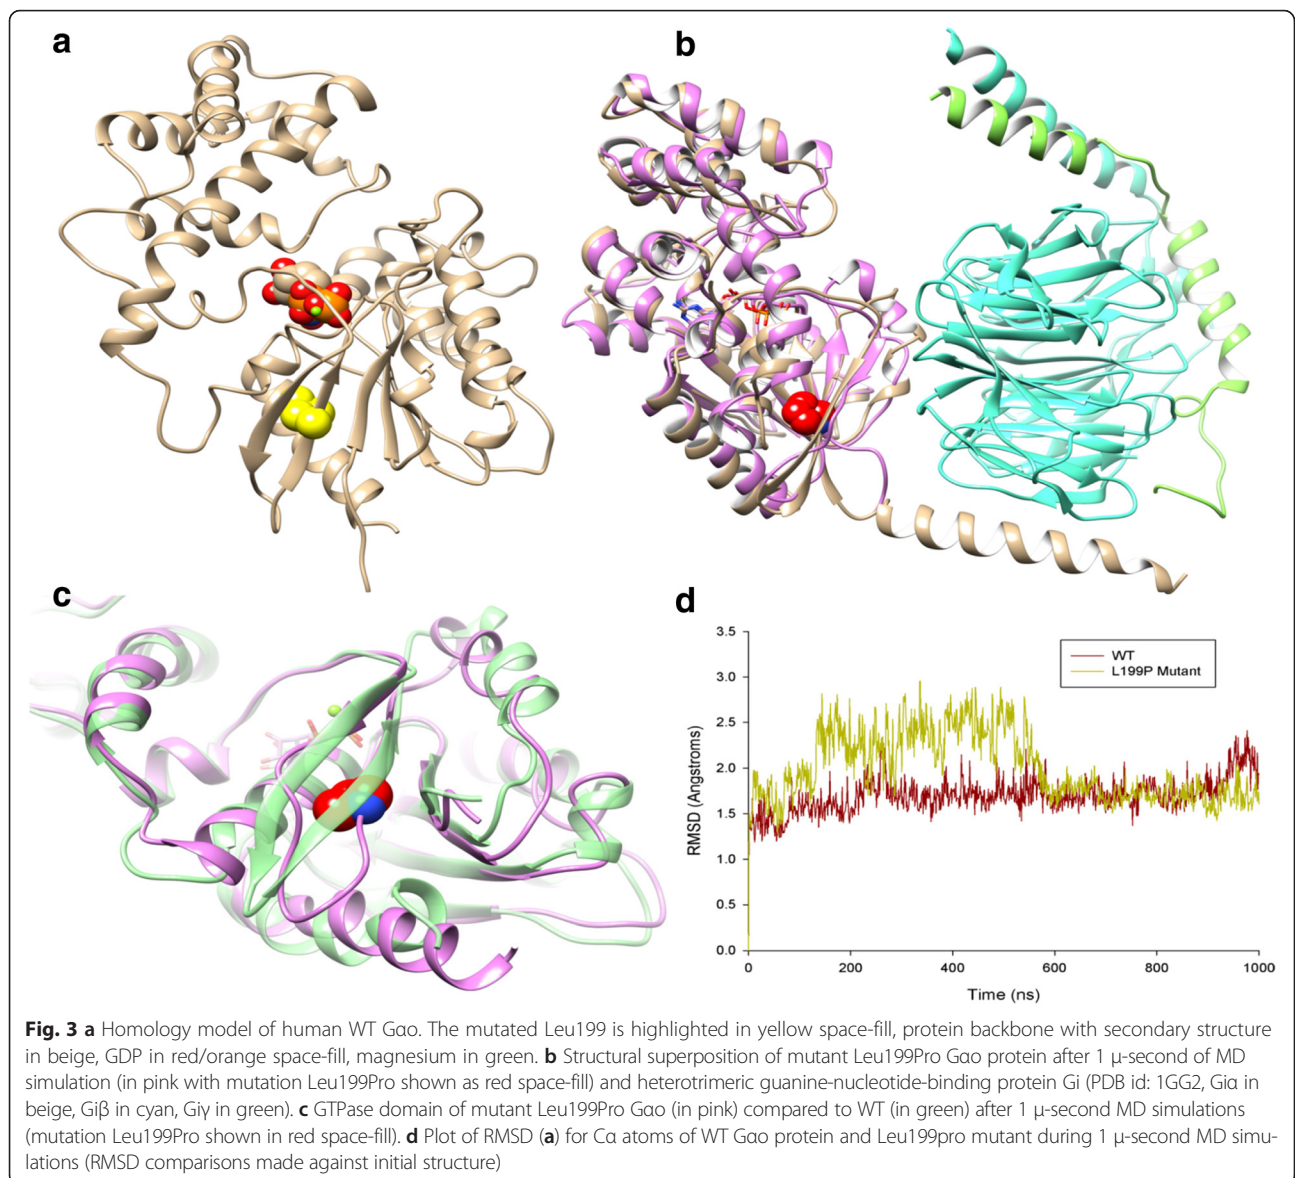 a
b
c
d
3.5
3.0
2.5
2.0
1.5
1.0
0.5
0.0
RMSD (Angstroms)
WT
L199P Mutant
0
200
400
600
800
1000
Time (ns)
Fig. 3 a Homology model of human WT Gαo. The mutated Leu199 is highlighted in yellow space-fill, protein backbone with secondary structure
in beige, GDP in red/orange space-fill, magnesium in green. b Structural superposition of mutant Leu199Pro Gαo protein after 1 μ-second of MD
simulation (in pink with mutation Leu199Pro shown as red space-fill) and heterotrimeric guanine-nucleotide-binding protein Gi (PDB id: 1GG2, Giα in
beige, Giβ in cyan, Giγ in green). c GTPase domain of mutant Leu199Pro Gαo (in pink) compared to WT (in green) after 1 μ-second MD simulations
(mutation Leu199Pro shown in red space-fill). d Plot of RMSD (a) for Cα atoms of WT Gαo protein and Leu199pro mutant during 1 μ-second MD simu-
lations (RMSD comparisons made against initial structure)